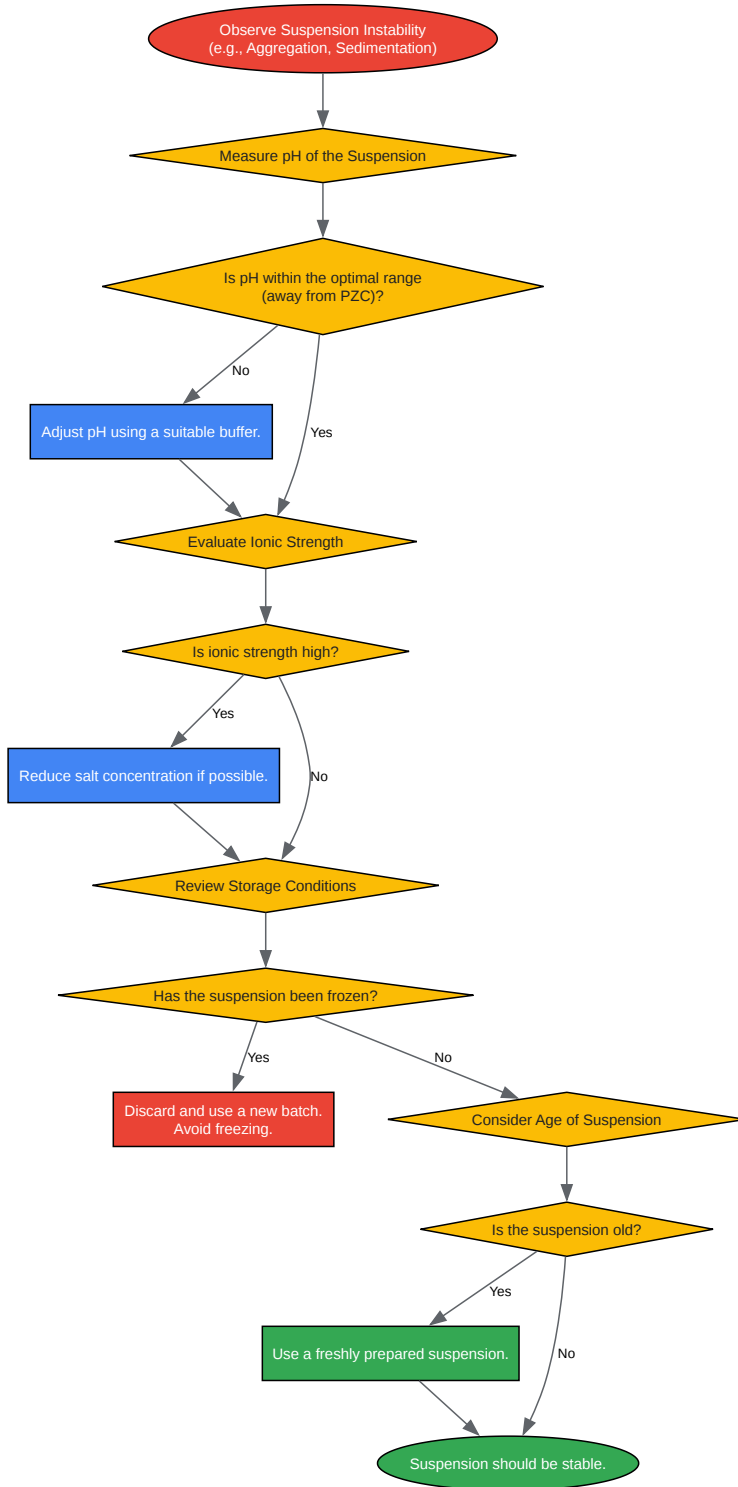 Observe Suspension Instability
(e.g., Aggregation, Sedimentation)
Measure pH of the Suspension
Is pH within the optimal range
(away from PZC)?
No
Adjust pH using a suitable buffer.
Yes
Evaluate Ionic Strength
Is ionic strength high?
Yes
Reduce salt concentration if possible.
No
Review Storage Conditions
Has the suspension been frozen?
Yes
No
Discard and use a new batch.
Avoid freezing.
Consider Age of Suspension
Is the suspension old?
Yes
Use a freshly prepared suspension.
No
Suspension should be stable.